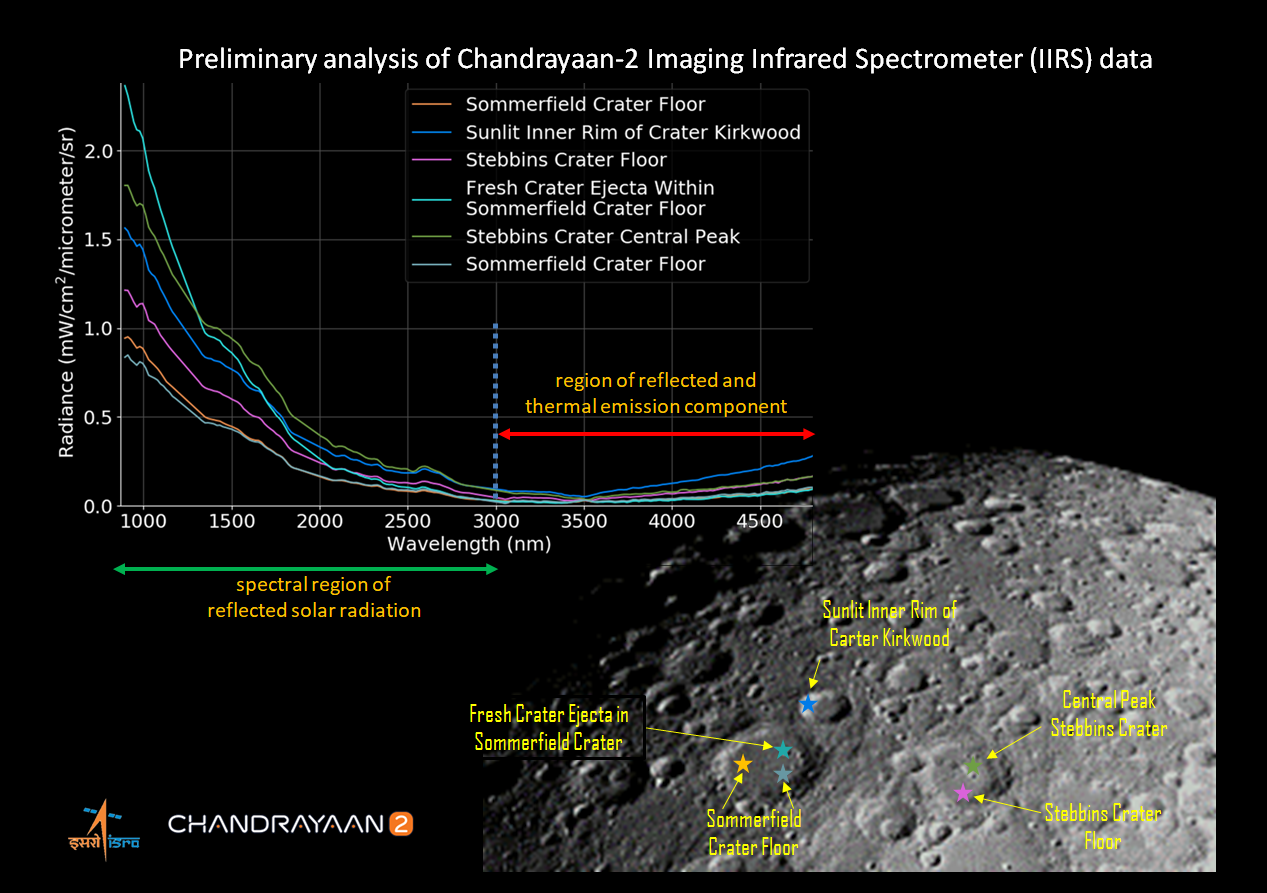 Preliminary analysis of Chandrayaan-2 Imaging Infrared Spectrometer (IIRS) data
Sommerfield Crater Floor
Sunlit Inner Rim of Crater Kirkwood
Stebbins Crater Floor
Fresh Crater Ejecta Within
Sommerfield Crater Floor
Stebbins Crater Central Peak
Sommerfield Crater Floor
Radiance (mW/cm²/micrometer/sr)
2.0
1.5
1.0
0.5
0.0
region of reflected and
thermal emission component
1000 1500 2000 2500 3000 3500 4000 4500
Wavelength (nm)
spectral region of
reflected solar radiation
Sunlit Inner Rim of
Carter Kirkwood
Fresh Crater Ejecta in
Sommerfield Crater
Central Peak
Stebbins Crater
Sommerfield
Crater Floor
Stebbins Crater
Floor
इसरो isro
CHANDRAYAAN 2